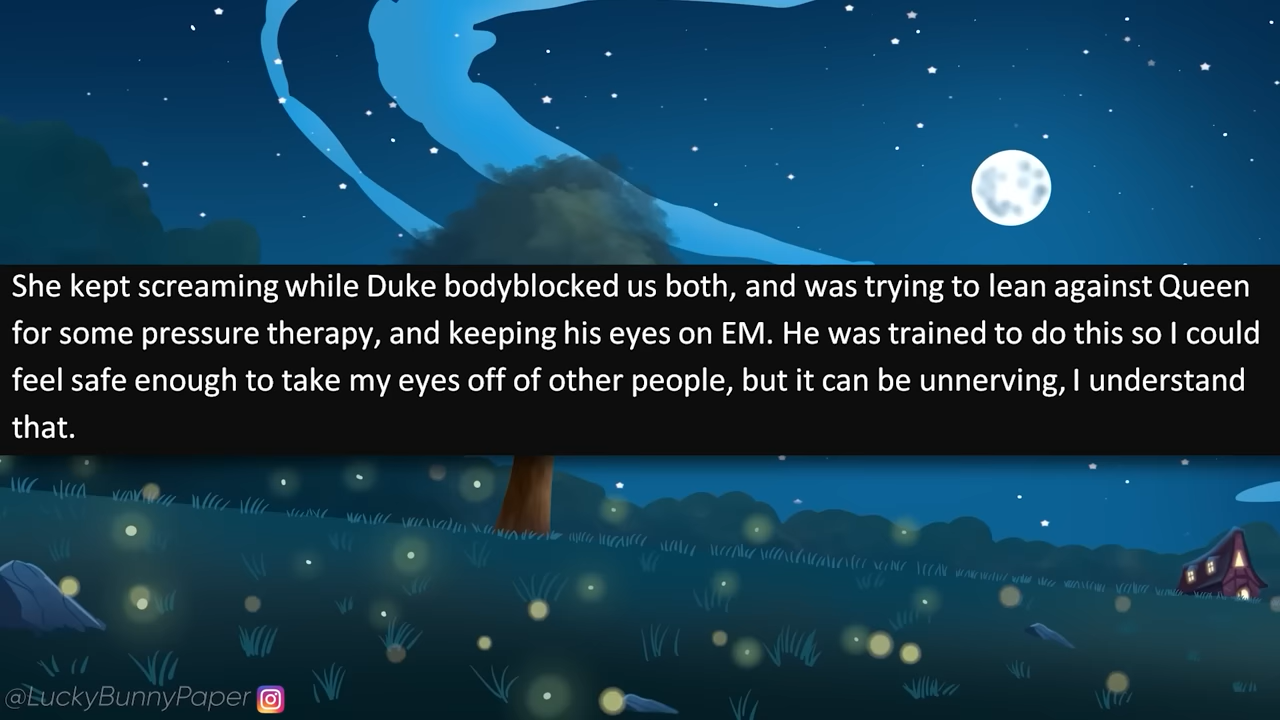 She kept screaming while Duke bodyblocked us both, and was trying to lean against Queen
for some pressure therapy, and keeping his eyes on EM. He was trained to do this so I could
feel safe enough to take my eyes off of other people, but it can be unnerving, I understand
that.
@LuckyBunnyPaper